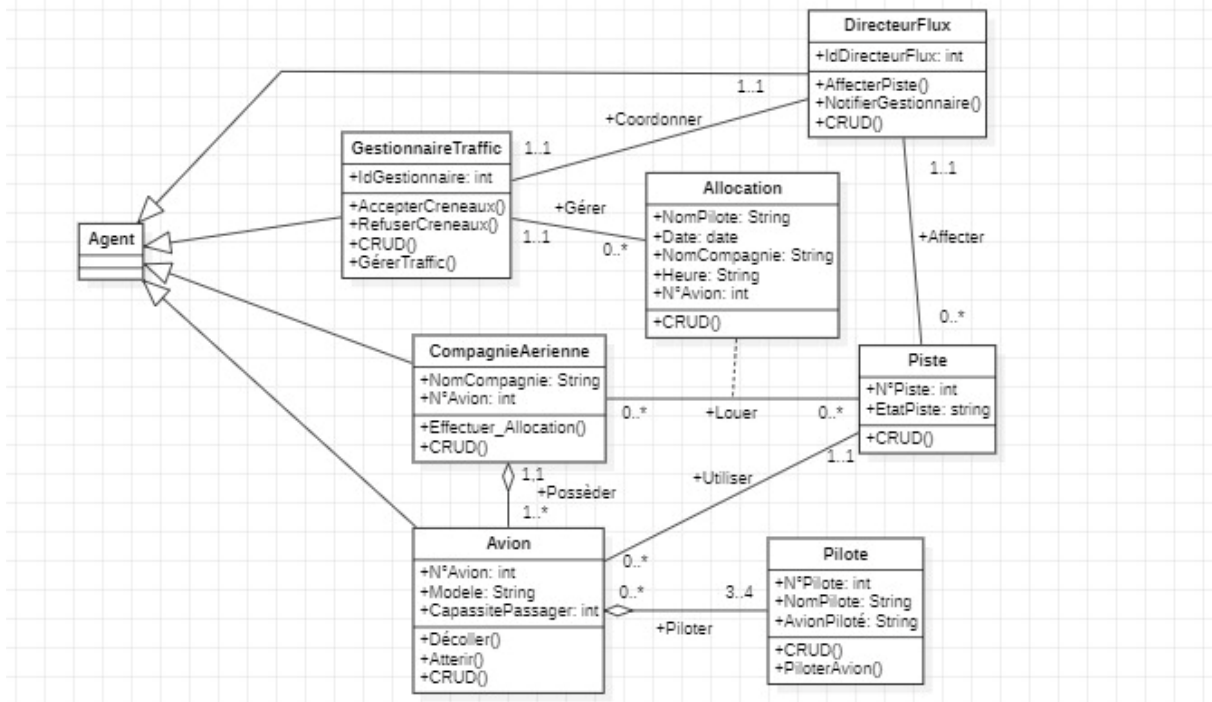 DirecteurFlux
+IdDirecteurFlux: int
+AffecterPiste()
+NotifierGestionnaire()
+CRUD()
1..1
+Coordonner
1..1
GestionnaireTraffic
+IdGestionnaire: int
+AccepterCreneaux()
+RefuserCreneaux()
+CRUD()
+GérerTraffic()
+Gérer
1..1
0..*
Allocation
+NomPilote: String
+Date: date
+NomCompagnie: String
+Heure: String
+N°Avion: int
+CRUD()
1..1
+Affecter
0..*
Agent
CompagnieAerienne
+NomCompagnie: String
+N°Avion: int
+Effectuer_Allocation()
+CRUD()
0..*
+Louer
0..*
Piste
+N°Piste: int
+EtatPiste: string
+CRUD()
1,1
+Possèder
1..*
1..1
+Utiliser
0..*
Avion
+N°Avion: int
+Modele: String
+CapassitePassager: int
+Décoller()
+Atterir()
+CRUD()
0..*
3..4
+Piloter
Pilote
+N°Pilote: int
+NomPilote: String
+AvionPiloté: String
+CRUD()
+PiloterAvion()